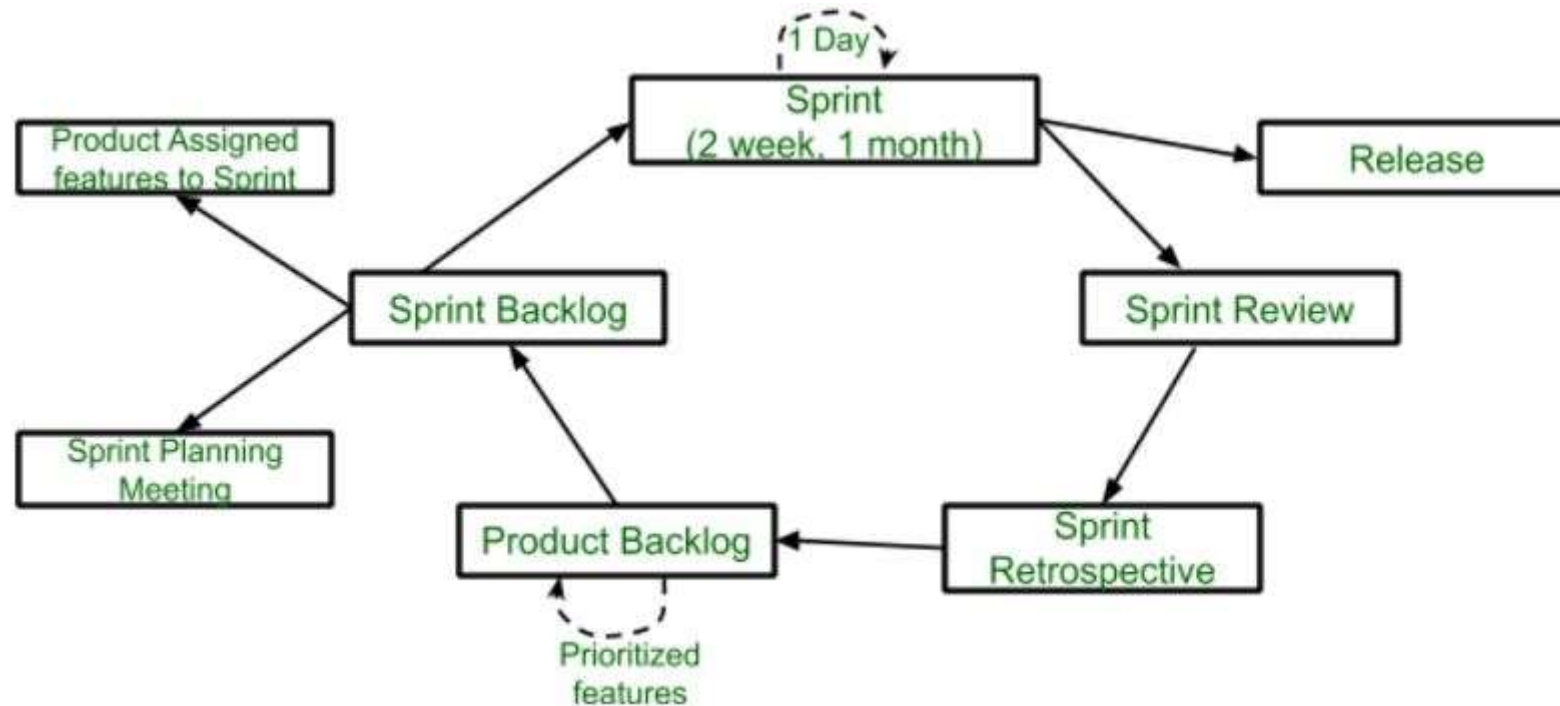 1 Day
Sprint
(2 week, 1 month)
Product Assigned
features to Sprint
Release
Sprint Backlog
Sprint Review
Sprint Planning
Meeting
Product Backlog
Sprint
Retrospective
Prioritized
features